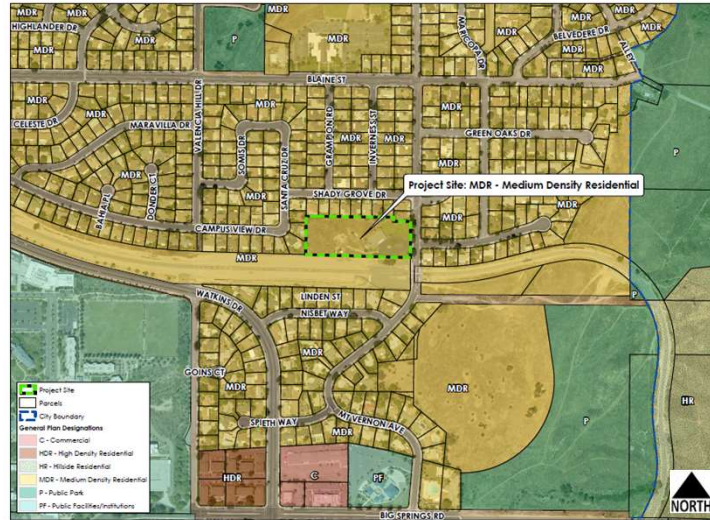 HIGHLANDER DR
MDR
MDR
MDR
P
MDR
MDR
MARICOPA DR
MDR
BELVEDERE DR
ALLEY
BLAINE ST
MDR
MDR
MDR
MDR
MDR
MDR
CELESTE DR
MARAVILLA DR
VALENCIA HILL DR
SOMIS DR
SANTA CRUZ DR
GRAMPON RD
INVERNESS ST
GREEN OAKS DR
P
MDR
BAHIA PL
DONDER CT
SHADY GROVE DR
Project Site: MDR - Medium Density Residential
MDR
CAMPUS VIEW DR
MDR
WATKINS DR
LINDEN ST
NISBET WAY
P
P
GOINS CT
MDR
MDR
MDR
P
HR
SPIETH WAY
MT VERNON AVE
MDR
HDR
C
PF
BIG SPRINGS RD
Project Site
Parcels
City Boundary
General Plan Designations
C - Commercial
HDR - High Density Residential
HR - Hillside Residential
MDR - Medium Density Residential
P - Public Park
PF - Public Facilities/Institutions
NORTH